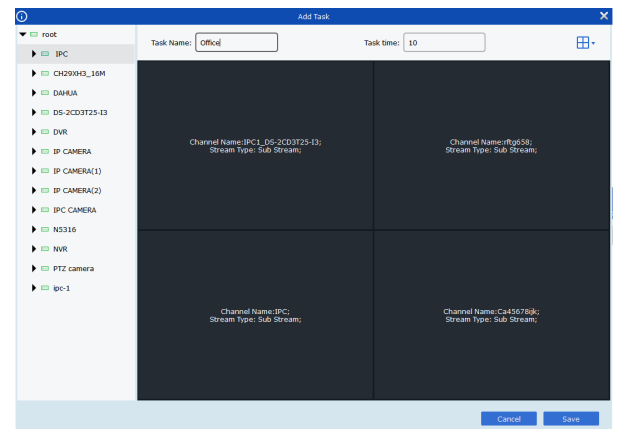 Add Task
root
IPC
CH29XH3_16M
DAHUA
DS-2CD3T25-I3
DVR
IP CAMERA
IP CAMERA(1)
IP CAMERA(2)
IPC CAMERA
N5316
NVR
PTZ camera
ipc-1
Task Name: Office
Task time: 10
Channel Name:IPC1_DS-2CD3T25-I3;
Stream Type: Sub Stream;
Channel Name:rftg658;
Stream Type: Sub Stream;
Channel Name:IPC;
Stream Type: Sub Stream;
Channel Name:Ca45678ijk;
Stream Type: Sub Stream;
Cancel
Save